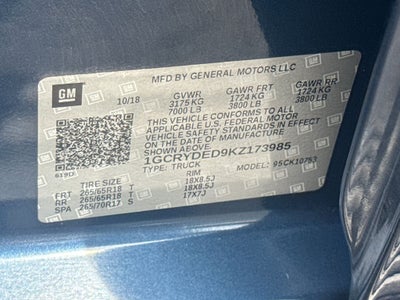 MFD BY GENERAL MOTORS LLC
GM 10/18 GVWR GAWR FRT GAWR RR
3175 KG 1724 KG 1724 KG
7000 LB 3800 LB 3800 LB
THIS VEHICLE CONFORMS TO ALL
APPLICABLE U.S. FEDERAL MOTOR
VEHICLE SAFETY STANDARDS IN
EFFECT ON THE DATE OF MANUFACTURE
SHOWN ABOVE.
1GCRYDED9KZ173985
TYPE: TRUCK MODEL: 95CK10753
TIRE SIZE RIM
FRT 265/65R18 T 18X8.5J
RR 265/65R18 T 18X8.5J
SPA 265/70R17 S 17X7J